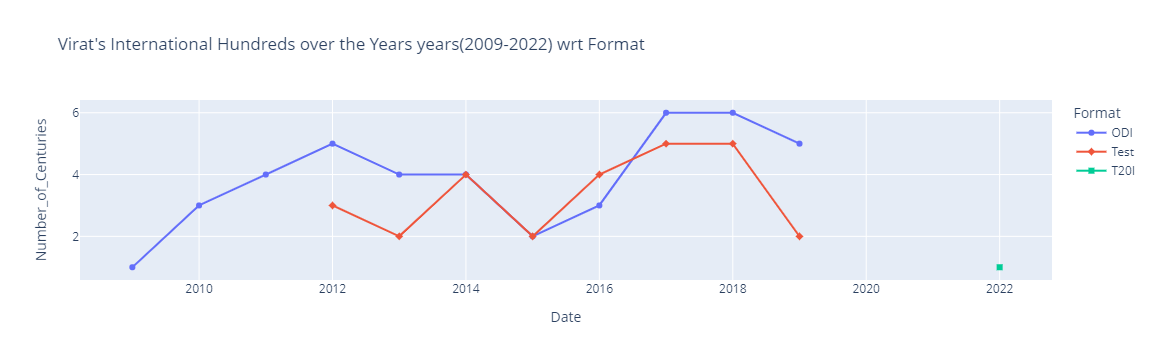 Virat's International Hundreds over the Years years(2009-2022) wrt Format
Number_of_Centuries
6
4
2
2010
2012
2014
2016
2018
2020
2022
Date
Format
ODI
Test
T20I